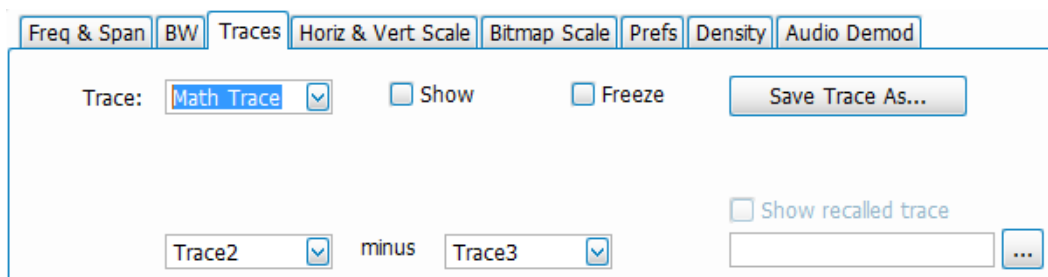 Freq & Span BW Traces Horiz & Vert Scale Bitmap Scale Prefs Density Audio Demod
Trace: Math Trace Show Freeze Save Trace As...
Show recalled trace
Trace2 minus Trace3 ...